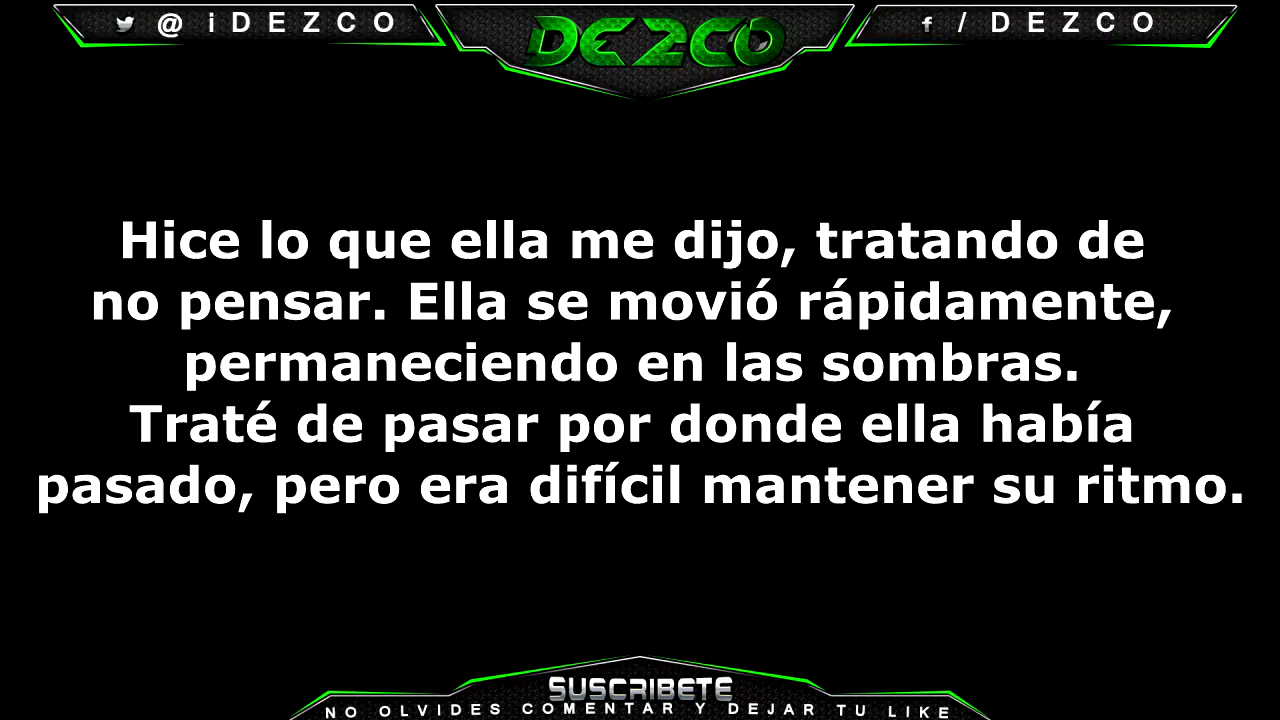 @iDEZCO
DEZCO
f / DEZCO
Hice lo que ella me dijo, tratando de
no pensar. Ella se movió rápidamente,
permaneciendo en las sombras.
Traté de pasar por donde ella había
pasado, pero era difícil mantener su ritmo.
SUSCRIBETE
NO OLVIDES COMENTAR Y DEJAR TU LIKE